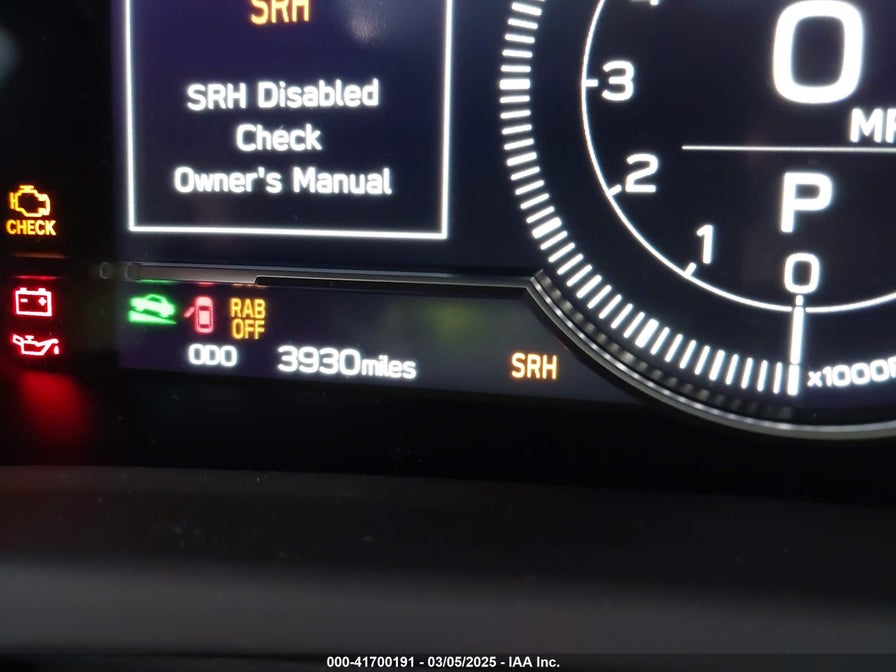 SRH
SRH Disabled
Check
Owner's Manual
CHECK
RAB
OFF
ODO 3930miles
SRH
3
2
1
0
0
P
000-41700191 - 03/05/2025 - IAA Inc.